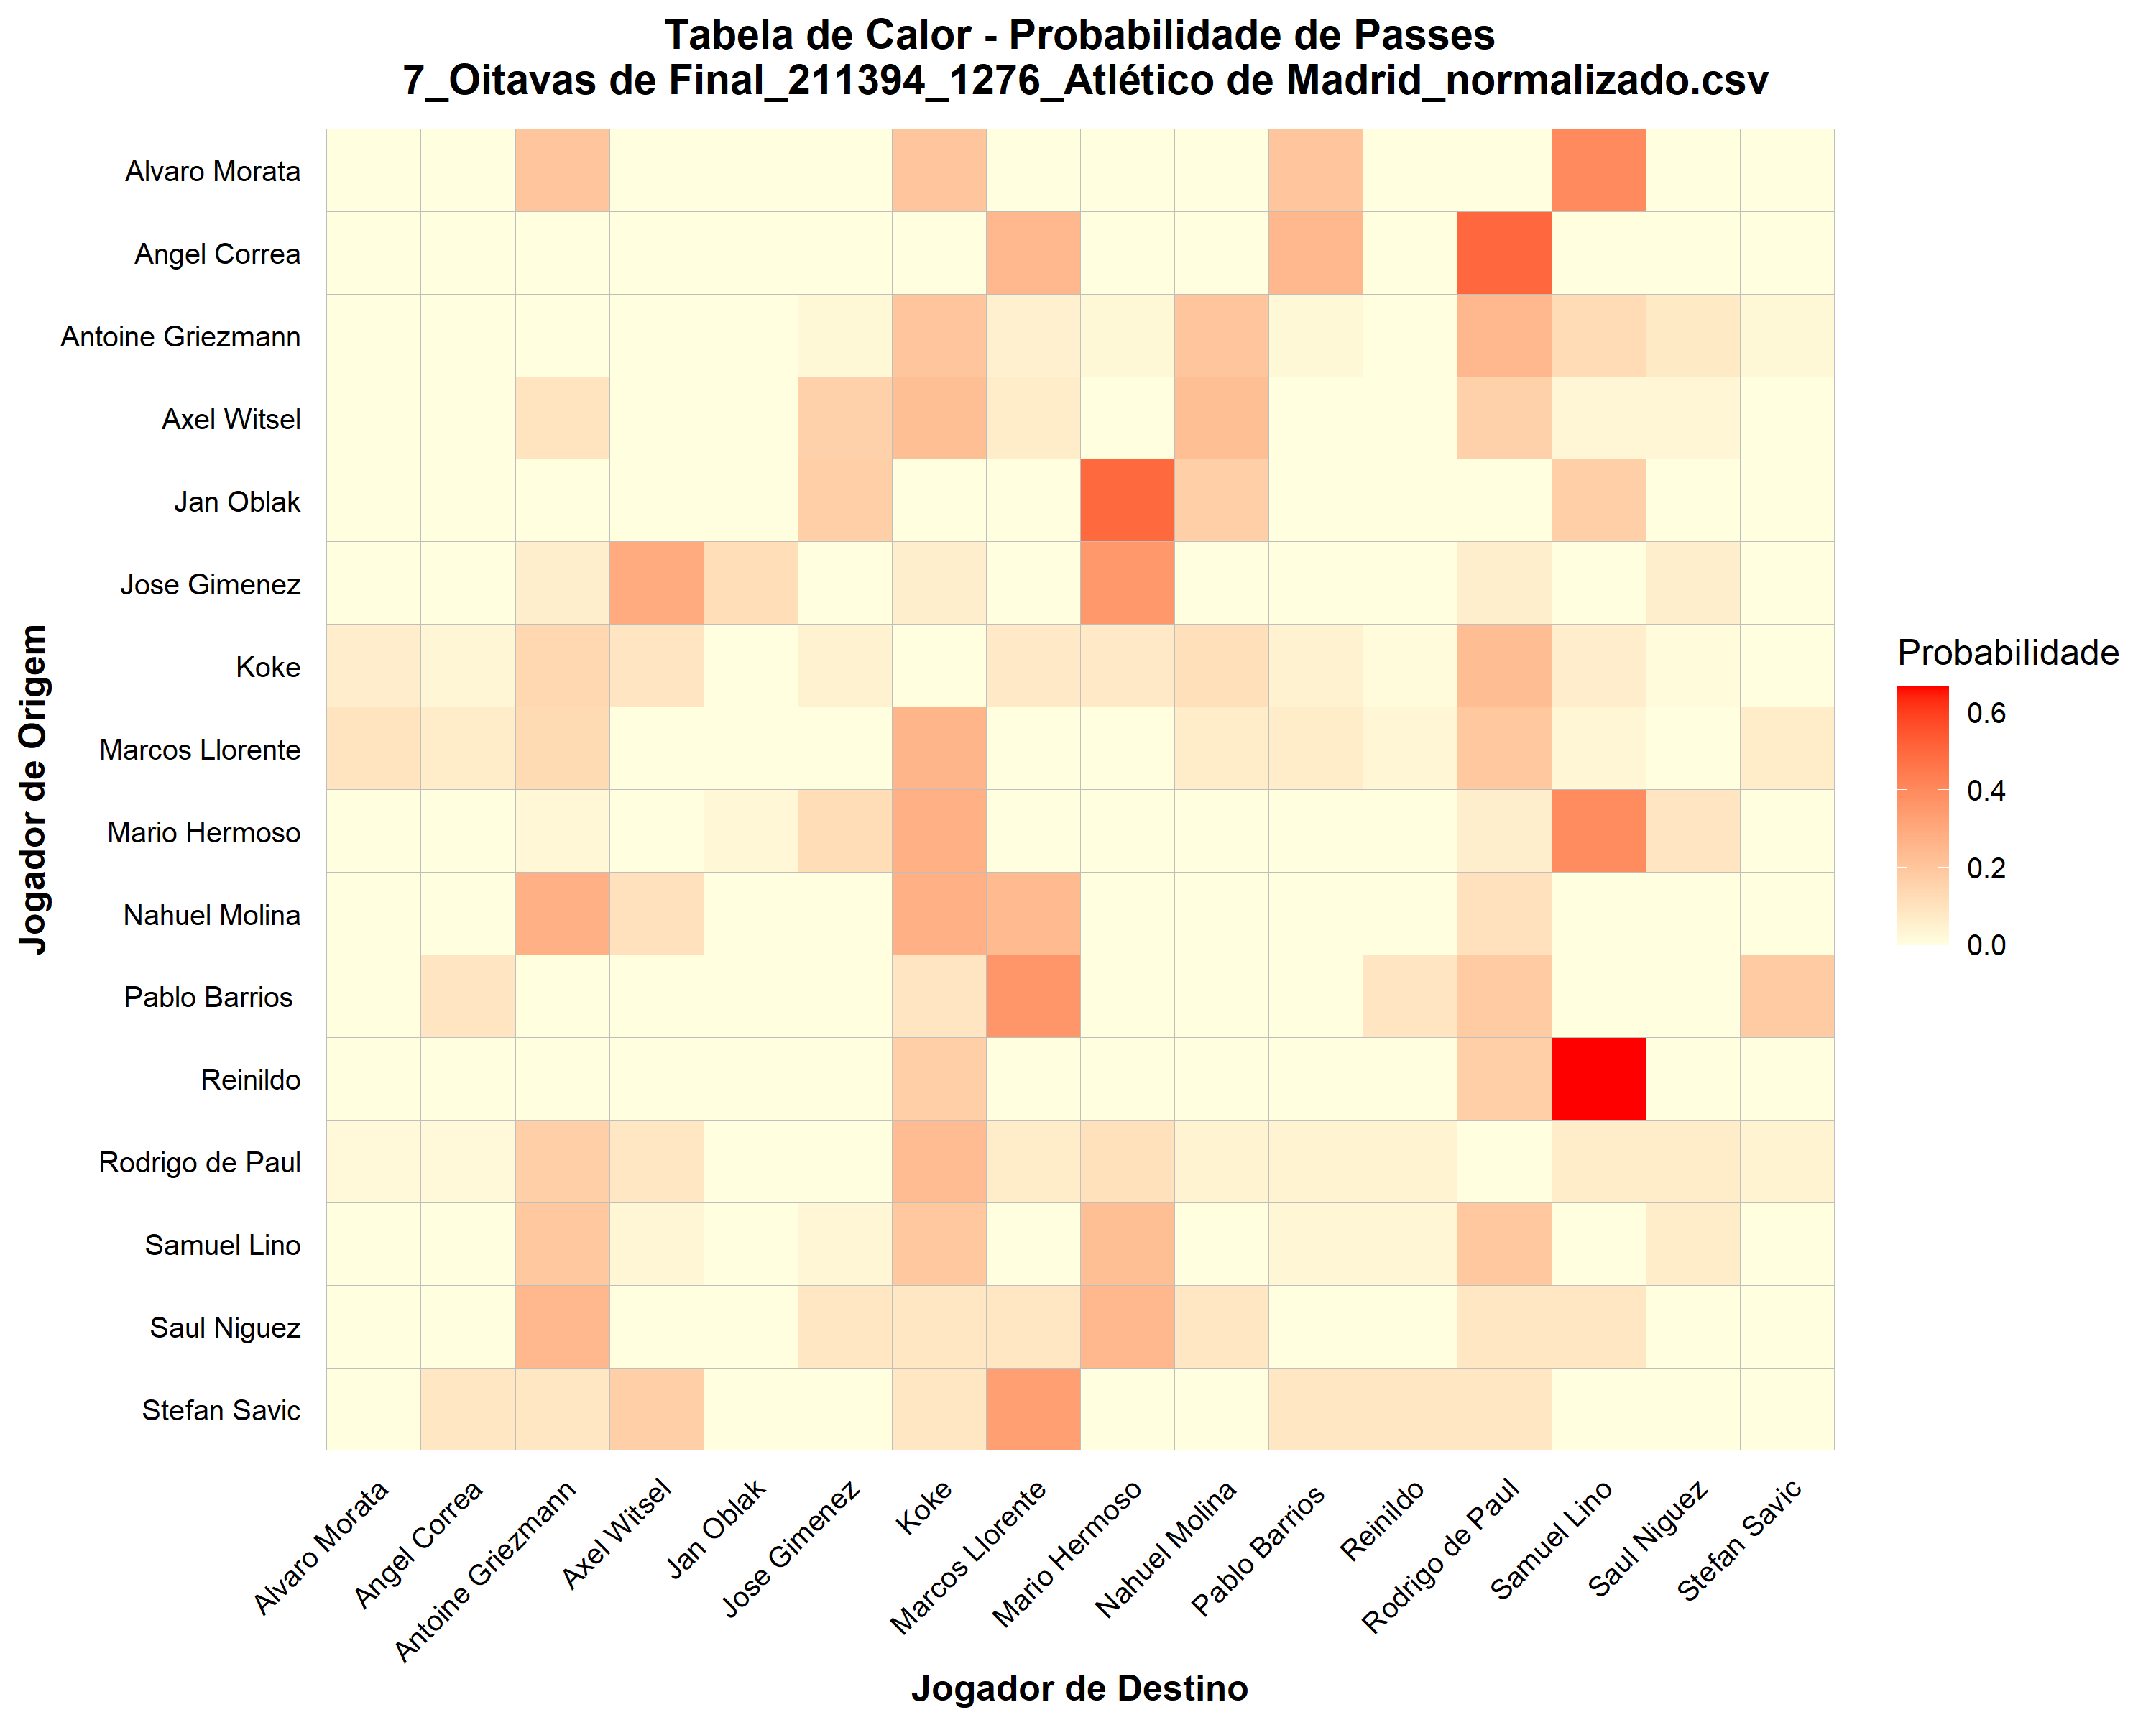 Tabela de Calor - Probabilidade de Passes
7_Oitavas de Final_211394_1276_Atlético de Madrid_normalizado.csv
Jogador de Origem
Alvaro Morata
Angel Correa
Antoine Griezmann
Axel Witsel
Jan Oblak
Jose Gimenez
Koke
Marcos Llorente
Mario Hermoso
Nahuel Molina
Pablo Barrios
Reinildo
Rodrigo de Paul
Samuel Lino
Saul Niguez
Stefan Savic
Alvaro Morata
Angel Correa
Antoine Griezmann
Axel Witsel
Jan Oblak
Jose Gimenez
Koke
Marcos Llorente
Mario Hermoso
Nahuel Molina
Pablo Barrios
Reinildo
Rodrigo de Paul
Samuel Lino
Saul Niguez
Stefan Savic
Jogador de Destino
Probabilidade
0.6
0.4
0.2
0.0